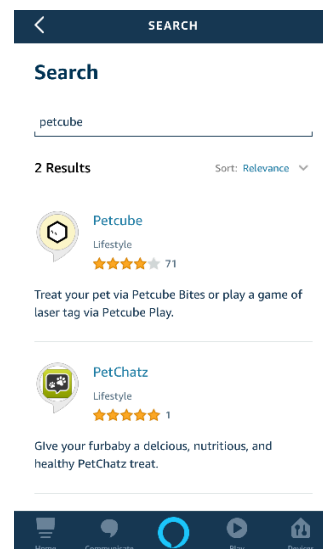 SEARCH
Search
petcube
2 Results
Sort: Relevance
Petcube
Lifestyle
71
Treat your pet via Petcube Bites or play a game of
laser tag via Petcube Play.
PetChatz
Lifestyle
1
GIve your furbaby a delcious, nutritious, and
healthy PetChatz treat.
Home Communicate Play Devices